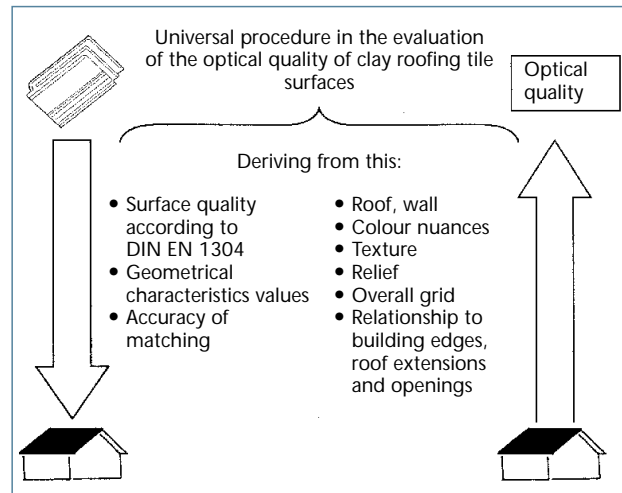 Universal procedure in the evaluation
of the optical quality of clay roofing tile
surfaces
Optical
quality
Deriving from this:
• Surface quality
according to
DIN EN 1304
• Geometrical
characteristics values
• Accuracy of
matching
• Roof, wall
• Colour nuances
• Texture
• Relief
• Overall grid
• Relationship to
building edges,
roof extensions
and openings